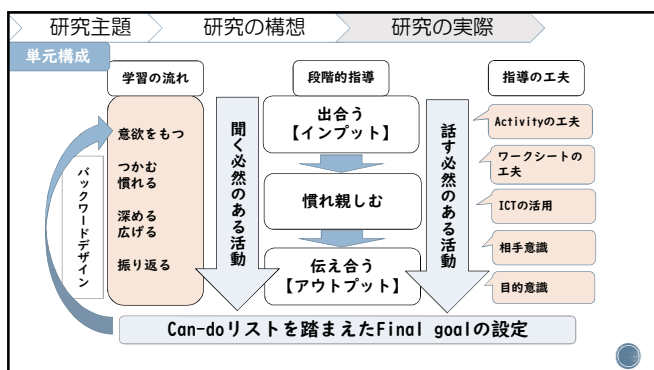 研究主題
研究の構想
研究の実際
単元構成
学習の流れ
段階的指導
指導の工夫
バックワードデザイン
意欲をもつ
つかむ
慣れる
深める
広げる
振り返る
聞く必然のある活動
出合う
【インプット】
慣れ親しむ
伝え合う
【アウトプット】
話す必然のある活動
Activityの工夫
ワークシートの
工夫
ICTの活用
相手意識
目的意識
Can-doリストを踏まえたFinal goalの設定